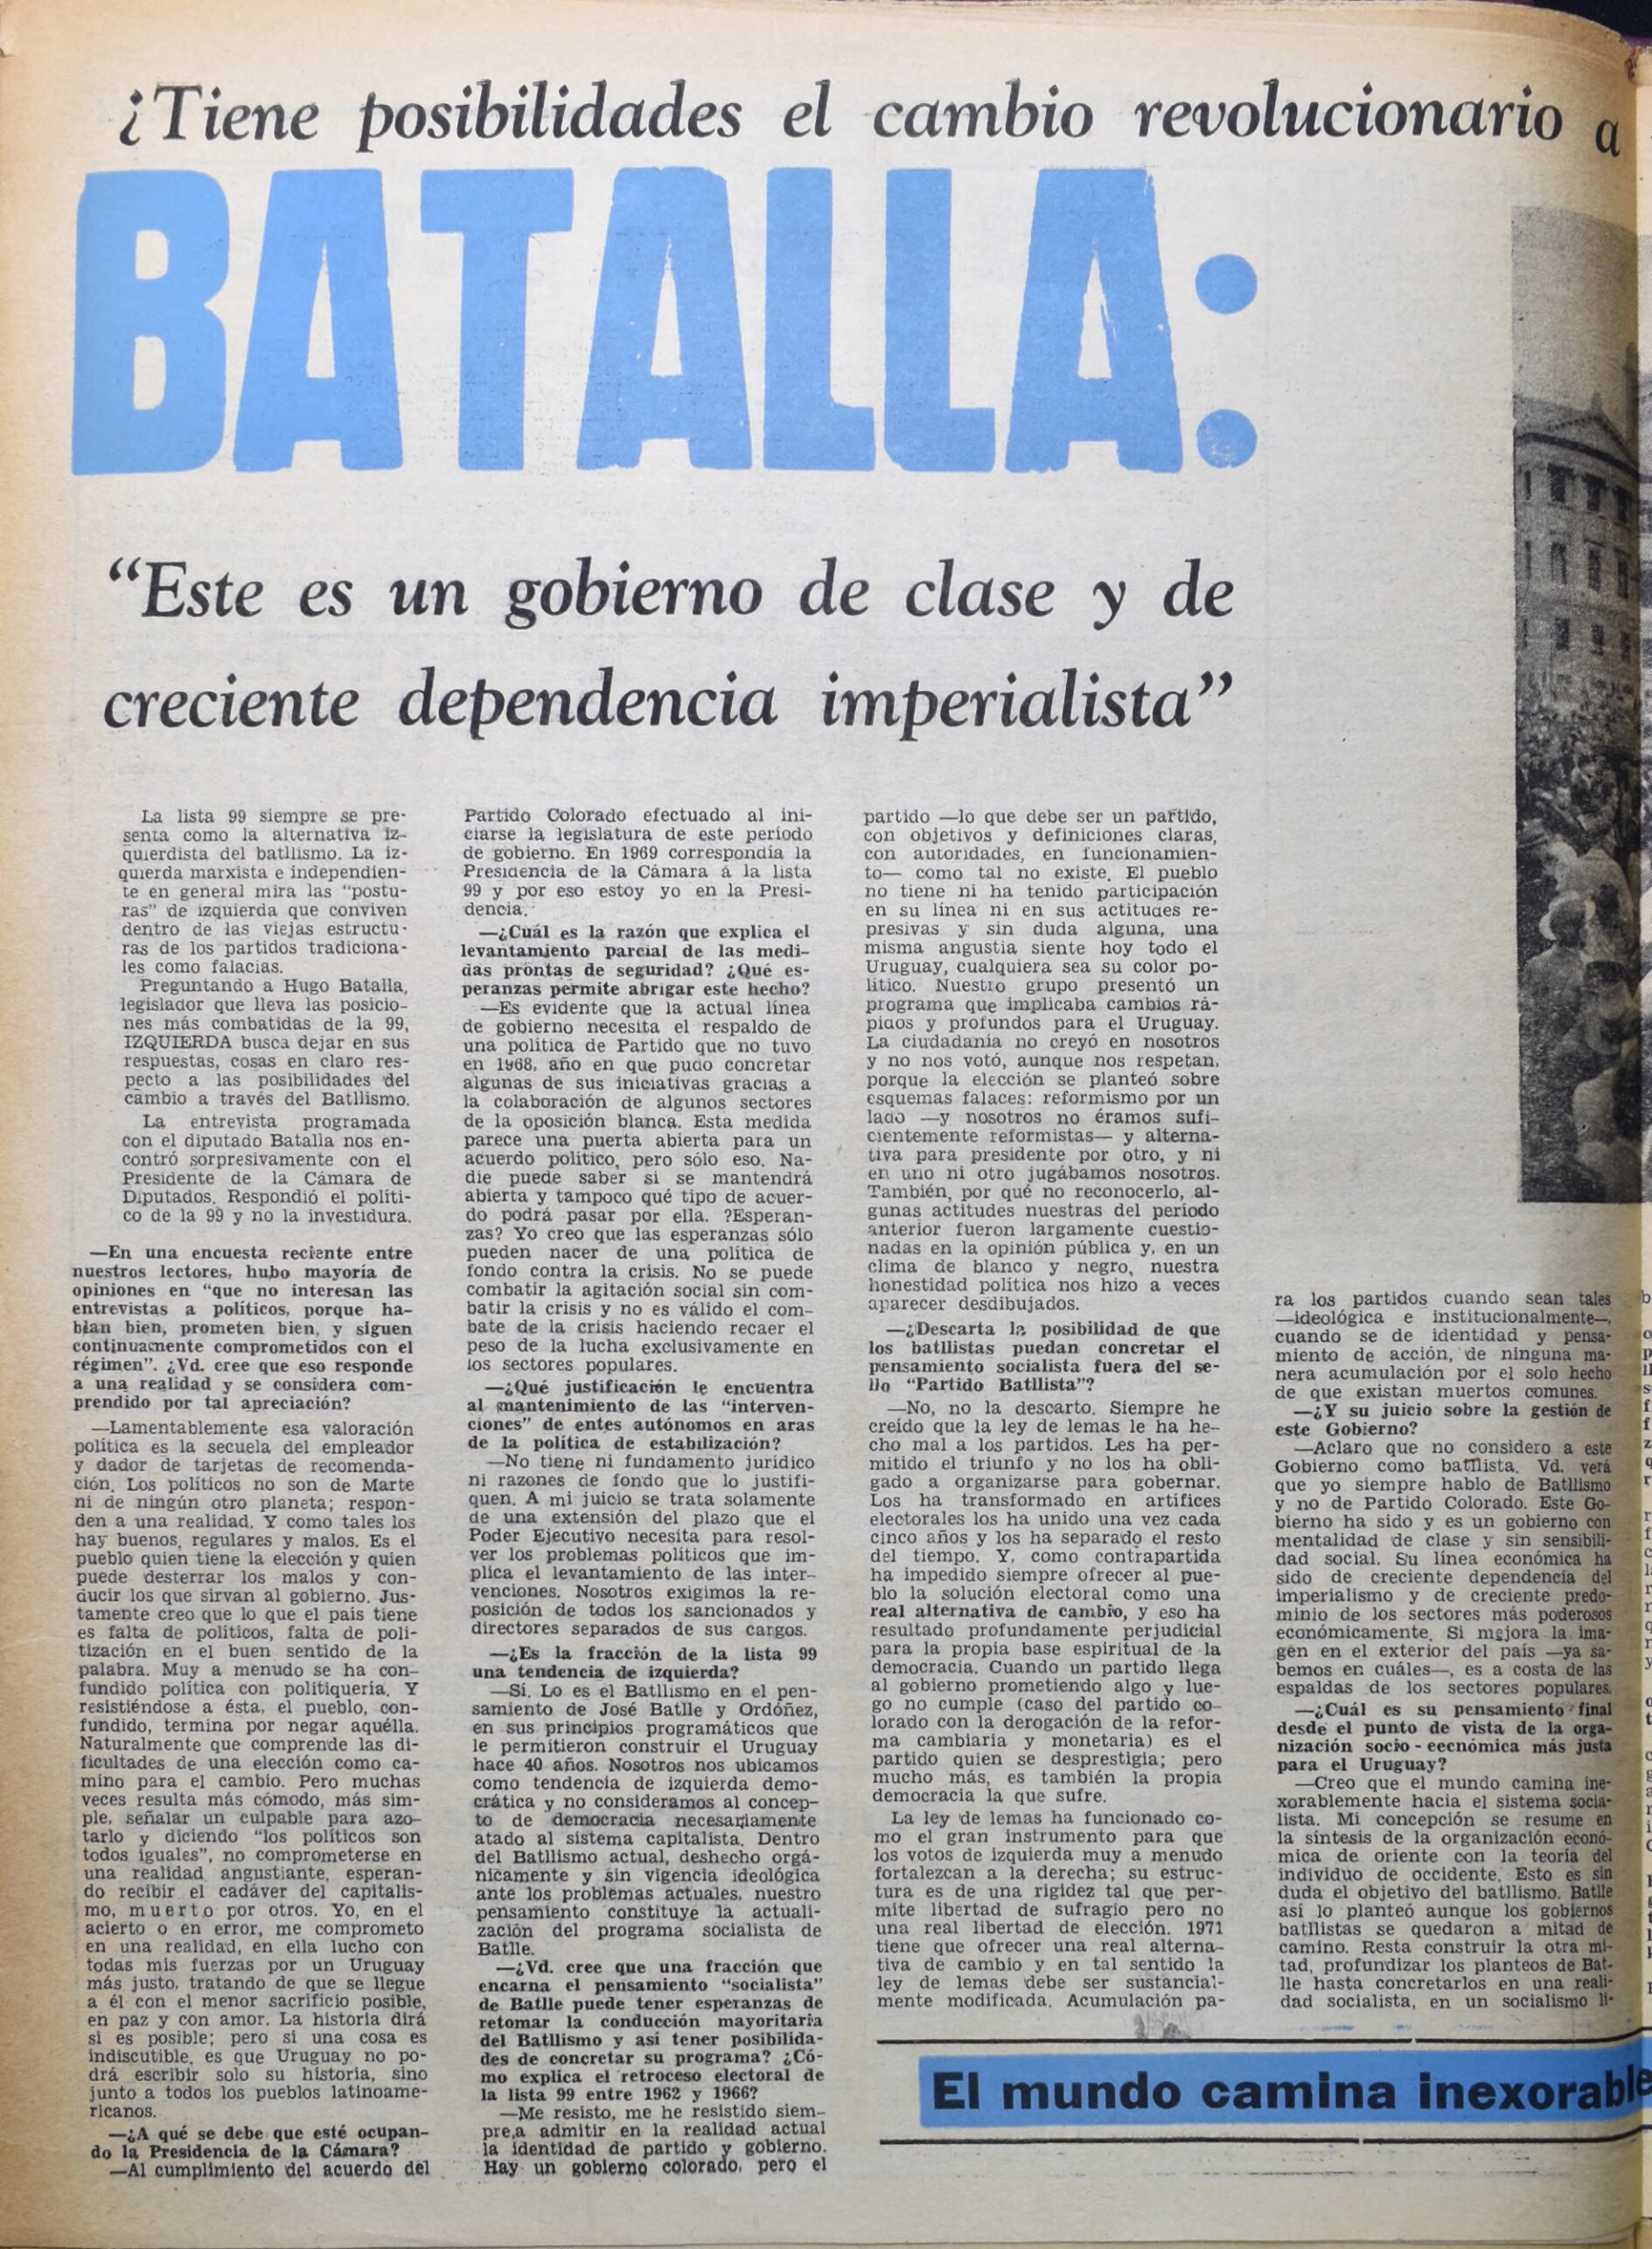 ¿Tiene posibilidades el cambio revolucionario a
BATALLA:
“Este es un gobierno de clase y de
creciente dependencia imperialista”
La lista 99 siempre se pre-
senta como la alternativa iz-
quierdista del batllismo. La iz-
quierda marxista e independien-
te en general mira las "postu-
ras" de izquierda que conviven
dentro de las viejas estructu-
ras de los partidos tradiciona-
les como falacias.
Preguntando a Hugo Batalla,
legislador que lleva las posicio-
nes más combatidas de la 99,
IZQUIERDA busca dejar en sus
respuestas, cosas en claro res-
pecto a las posibilidades del
cambio a través del Batllismo.
La entrevista programada
con el diputado Batalla nos en-
contró sorpresivamente con el
Presidente de la Cámara de
Diputados. Respondió el políti-
co de la 99 y no la investidura.
—En una encuesta reciente entre
nuestros lectores, hubo mayoría de
opiniones en "que no interesan las
entrevistas a políticos, porque ha-
blan bien, prometen bien, y siguen
continuamente comprometidos con el
régimen". ¿Vd. cree que eso responde
a una realidad y se considera com-
prendido por tal apreciación?
—Lamentablemente esa valoración
política es la secuela del empleador
y dador de tarjetas de recomenda-
ción. Los políticos no son de Marte
ni de ningún otro planeta; respon-
den a una realidad. Y como tales los
hay buenos, regulares y malos. Es el
pueblo quien tiene la elección y quien
puede desterrar los malos y con-
ducir los que sirvan al gobierno. Jus-
tamente creo que lo que el país tiene
es falta de políticos, falta de poli-
tización en el buen sentido de la
palabra. Muy a menudo se ha con-
fundido política con politiquería. Y
resistiéndose a ésta, el pueblo, con-
fundido, termina por negar aquélla.
Naturalmente que comprende las di-
ficultades de una elección como ca-
mino para el cambio. Pero muchas
veces resulta más cómodo, más sim-
ple, señalar un culpable para azo-
tarlo y diciendo "los políticos son
todos iguales", no comprometerse en
una realidad angustiante, esperan-
do recibir el cadáver del capitalis-
mo, muerto por otros. Yo, en el
acierto o en error, me comprometo
en una realidad, en ella lucho con
todas mis fuerzas por un Uruguay
más justo, tratando de que se llegue
a él con el menor sacrificio posible,
en paz y con amor. La historia dirá
si es posible; pero si una cosa es
indiscutible, es que Uruguay no po-
drá escribir solo su historia, sino
junto a todos los pueblos latinoame-
ricanos.
—¿A qué se debe que esté ocupan-
do la Presidencia de la Cámara?
—Al cumplimiento del acuerdo del
Partido Colorado efectuado al ini-
ciarse la legislatura de este período
de gobierno. En 1969 correspondía la
Presidencia de la Cámara á la lista
99 y por eso estoy yo en la Presi-
dencia.
—¿Cuál es la razón que explica el
levantamiento parcial de las medi-
das prontas de seguridad? ¿Qué es-
peranzas permite abrigar este hecho?
—Es evidente que la actual línea
de gobierno necesita el respaldo de
una política de Partido que no tuvo
en 1968, año en que pudo concretar
algunas de sus iniciativas gracias a
la colaboración de algunos sectores
de la oposición blanca. Esta medida
parece una puerta abierta para un
acuerdo político, pero sólo eso. Na-
die puede saber si se mantendrá
abierta y tampoco qué tipo de acuer-
do podrá pasar por ella. ?Esperan-
zas? Yo creo que las esperanzas sólo
pueden nacer de una política de
fondo contra la crisis. No se puede
combatir la agitación social sin com-
batir la crisis y no es válido el com-
bate de la crisis haciendo recaer el
peso de la lucha exclusivamente en
los sectores populares.
—¿Qué justificación le encuentra
al mantenimiento de las "interven-
ciones" de entes autónomos en aras
de la política de estabilización?
—No tiene ni fundamento jurídico
ni razones de fondo que lo justifi-
quen. A mi juicio se trata solamente
de una extensión del plazo que el
Poder Ejecutivo necesita para resol-
ver los problemas políticos que im-
plica el levantamiento de las inter-
venciones. Nosotros exigimos la re-
posición de todos los sancionados y
directores separados de sus cargos.
—¿Es la fracción de la lista 99
una tendencia de izquierda?
—Sí. Lo es el Batllismo en el pen-
samiento de José Batlle y Ordóñez,
en sus principios programáticos que
le permitieron construir el Uruguay
hace 40 años. Nosotros nos ubicamos
como tendencia de izquierda demo-
crática y no consideramos al concep-
to de democracia necesariamente
atado al sistema capitalista. Dentro
del Batllismo actual, deshecho orgá-
nicamente y sin vigencia ideológica
ante los problemas actuales, nuestro
pensamiento constituye la actuali-
zación del programa socialista de
Batlle.
—¿Vd. cree que una fracción que
encarna el pensamiento "socialista"
de Batlle puede tener esperanzas de
retomar la conducción mayoritaria
del Batllismo y así tener posibilida-
des de concretar su programa? ¿Có-
mo explica el retroceso electoral de
la lista 99 entre 1962 y 1966?
—Me resisto, me he resistido siem-
pre,a admitir en la realidad actual
la identidad de partido y gobierno.
Hay un gobierno colorado, pero el
partido —lo que debe ser un partido,
con objetivos y definiciones claras,
con autoridades, en funcionamien-
to— como tal no existe. El pueblo
no tiene ni ha tenido participación
en su línea ni en sus actitudes re-
presivas y sin duda alguna, una
misma angustia siente hoy todo el
Uruguay, cualquiera sea su color po-
lítico. Nuestro grupo presentó un
programa que implicaba cambios rá-
pidos y profundos para el Uruguay.
La ciudadanía no creyó en nosotros
y no nos votó, aunque nos respetan,
porque la elección se planteó sobre
esquemas falaces: reformismo por un
lado —y nosotros no éramos sufi-
cientemente reformistas— y alterna-
tiva para presidente por otro, y ni
en uno ni otro jugábamos nosotros.
También, por qué no reconocerlo, al-
gunas actitudes nuestras del período
anterior fueron largamente cuestio-
nadas en la opinión pública y, en un
clima de blanco y negro, nuestra
honestidad política nos hizo a veces
aparecer desdibujados.
—¿Descarta la posibilidad de que
los batllistas puedan concretar el
pensamiento socialista fuera del se-
llo "Partido Batllista"?
—No, no la descarto. Siempre he
creído que la ley de lemas le ha he-
cho mal a los partidos. Les ha per-
mitido el triunfo y no los ha obli-
gado a organizarse para gobernar.
Los ha transformado en artífices
electorales los ha unido una vez cada
cinco años y los ha separado el resto
del tiempo. Y, como contrapartida
ha impedido siempre ofrecer al pue-
blo la solución electoral como una
real alternativa de cambio, y eso ha
resultado profundamente perjudicial
para la propia base espiritual de la
democracia. Cuando un partido llega
al gobierno prometiendo algo y lue-
go no cumple (caso del partido co-
lorado con la derogación de la refor-
ma cambiaria y monetaria) es el
partido quien se desprestigia; pero
mucho más, es también la propia
democracia la que sufre.
La ley de lemas ha funcionado co-
mo el gran instrumento para que
los votos de izquierda muy a menudo
fortalezcan a la derecha; su estruc-
tura es de una rigidez tal que per-
mite libertad de sufragio pero no
una real libertad de elección. 1971
tiene que ofrecer una real alterna-
tiva de cambio y en tal sentido la
ley de lemas debe ser sustancial-
mente modificada. Acumulación pa-
ra los partidos cuando sean tales
—ideológica e institucionalmente—,
cuando se de identidad y pensa-
miento de acción, de ninguna ma-
nera acumulación por el solo hecho
de que existan muertos comunes.
—¿Y su juicio sobre la gestión de
este Gobierno?
—Aclaro que no considero a este
Gobierno como batllista. Vd. verá
que yo siempre hablo de Batllismo
y no de Partido Colorado. Este Go-
bierno ha sido y es un gobierno con
mentalidad de clase y sin sensibili-
dad social. Su línea económica ha
sido de creciente dependencia del
imperialismo y de creciente predo-
minio de los sectores más poderosos
económicamente. Si mejora la ima-
gen en el exterior del país —ya sa-
bemos en cuáles—, es a costa de las
espaldas de los sectores populares.
—¿Cuál es su pensamiento final
desde el punto de vista de la orga-
nización socio - eecnómica más justa
para el Uruguay?
—Creo que el mundo camina ine-
xorablemente hacia el sistema socia-
lista. Mi concepción se resume en
la síntesis de la organización econó-
mica de oriente con la teoría del
individuo de occidente. Esto es sin
duda el objetivo del batllismo. Batlle
así lo planteó aunque los gobiernos
batllistas se quedaron a mitad de
camino. Resta construir la otra mi-
tad, profundizar los planteos de Bat-
lle hasta concretarlos en una reali-
dad socialista, en un socialismo li-
El mundo camina inexorable